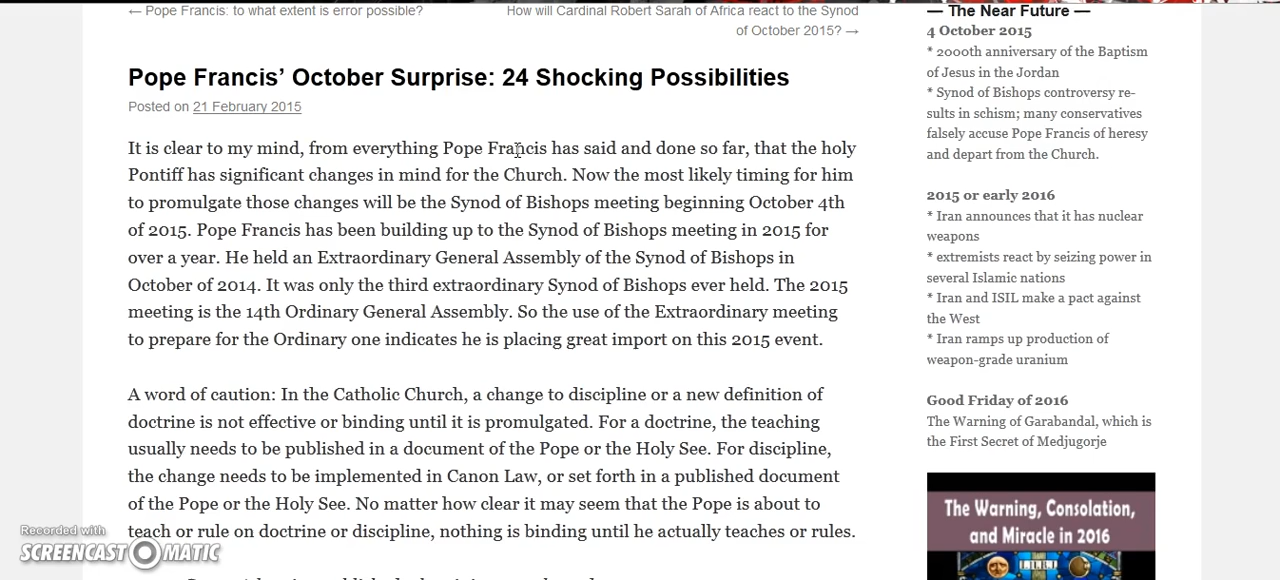 ← Pope Francis: to what extent is error possible?
How will Cardinal Robert Sarah of Africa react to the Synod
of October 2015? →
Pope Francis’ October Surprise: 24 Shocking Possibilities
Posted on 21 February 2015
It is clear to my mind, from everything Pope Francis has said and done so far, that the holy
Pontiff has significant changes in mind for the Church. Now the most likely timing for him
to promulgate those changes will be the Synod of Bishops meeting beginning October 4th
of 2015. Pope Francis has been building up to the Synod of Bishops meeting in 2015 for
over a year. He held an Extraordinary General Assembly of the Synod of Bishops in
October of 2014. It was only the third extraordinary Synod of Bishops ever held. The 2015
meeting is the 14th Ordinary General Assembly. So the use of the Extraordinary meeting
to prepare for the Ordinary one indicates he is placing great import on this 2015 event.
A word of caution: In the Catholic Church, a change to discipline or a new definition of
doctrine is not effective or binding until it is promulgated. For a doctrine, the teaching
usually needs to be published in a document of the Pope or the Holy See. For discipline,
the change needs to be implemented in Canon Law, or set forth in a published document
of the Pope or the Holy See. No matter how clear it may seem that the Pope is about to
teach or rule on doctrine or discipline, nothing is binding until he actually teaches or rules.
— The Near Future —
4 October 2015
* 2000th anniversary of the Baptism
of Jesus in the Jordan
* Synod of Bishops controversy re-
sults in schism; many conservatives
falsely accuse Pope Francis of heresy
and depart from the Church.
2015 or early 2016
* Iran announces that it has nuclear
weapons
* extremists react by seizing power in
several Islamic nations
* Iran and ISIL make a pact against
the West
* Iran ramps up production of
weapon-grade uranium
Good Friday of 2016
The Warning of Garabandal, which is
the First Secret of Medjugorje
The Warning, Consolation,
and Miracle in 2016
Recorded with
SCREENCAST MATIC